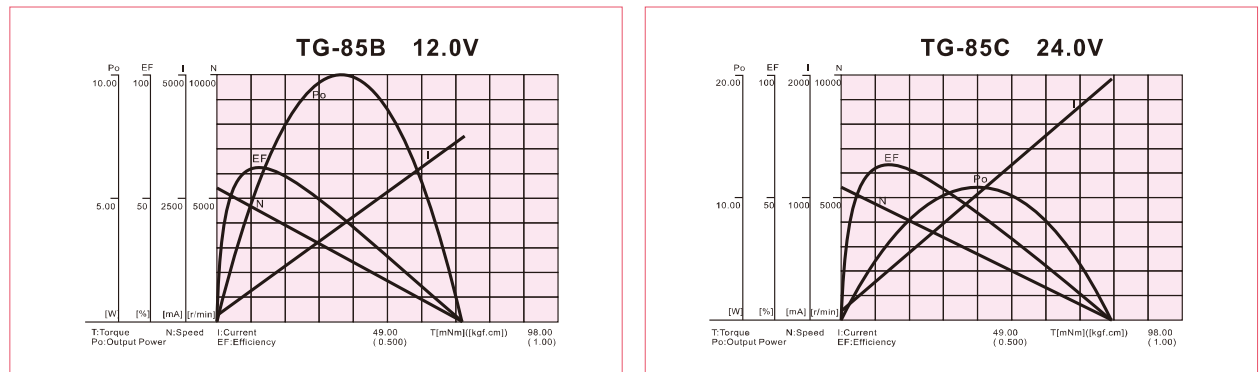 TG-85B 12.0V
Po EF I N
10.00 100 5000 10000
Po
EF
I
5.00 50 2500 5000
N
[W] [%] [mA] [r/min]
T:Torque N:Speed I:Current 49.00 T[mNm]([kgf.cm]) 98.00
Po:Output Power EF:Efficiency (0.500) (1.00)
TG-85C 24.0V
Po EF I N
20.00 100 2000 10000
I
EF
Po
10.00 50 1000 5000
N
[W] [%] [mA] [r/min]
T:Torque N:Speed I:Current 49.00 T[mNm]([kgf.cm]) 98.00
Po:Output Power EF:Efficiency (0.500) (1.00)